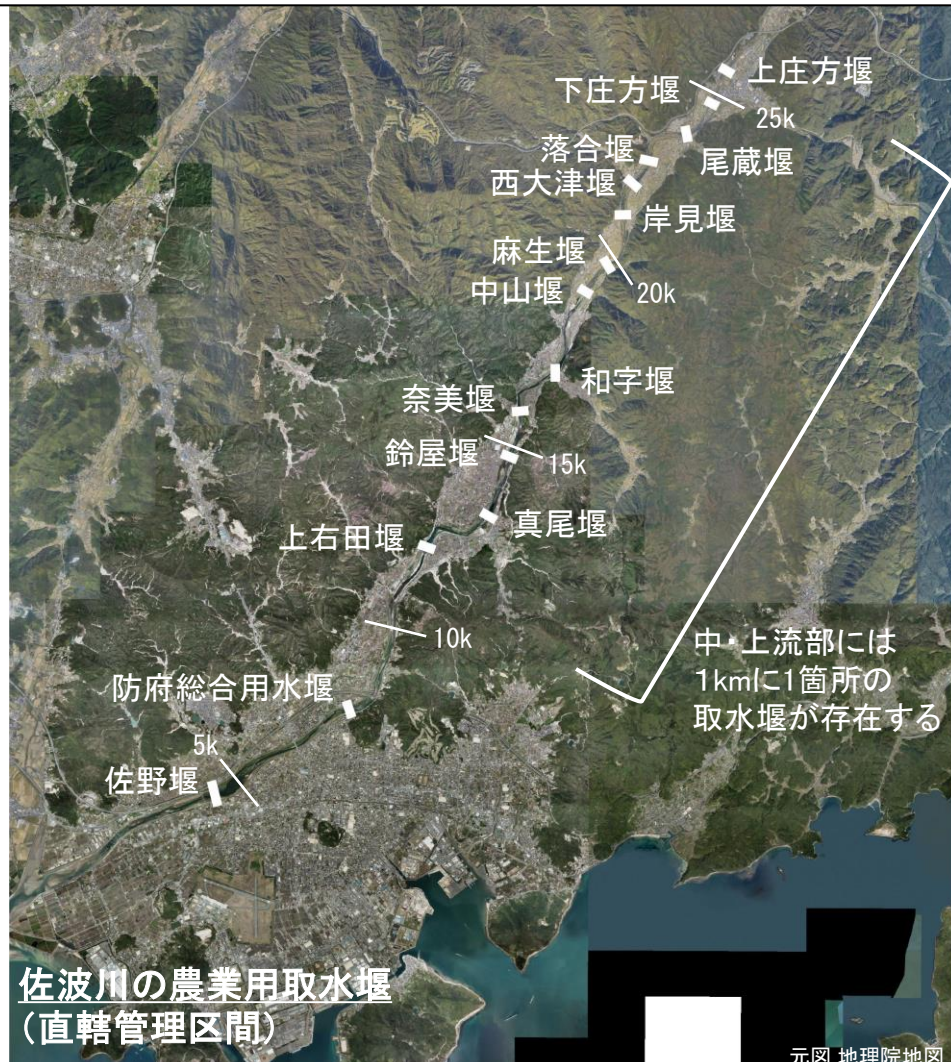 上庄方堰
下庄方堰
25k
尾蔵堰
落合堰
西大津堰
岸見堰
麻生堰
20k
中山堰
和字堰
奈美堰
鈴屋堰
15k
真尾堰
上右田堰
10k
中・上流部には
1kmに1箇所の
取水堰が存在する
防府総合用水堰
5k
佐野堰
佐波川の農業用取水堰
（直轄管理区間）
元図 地理院地図